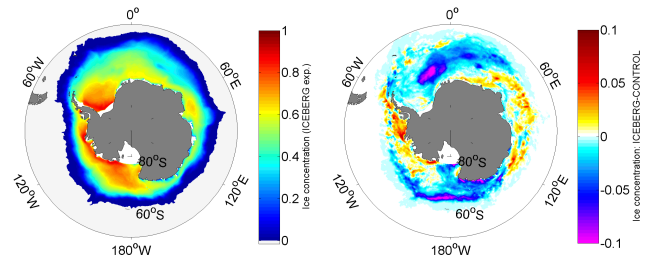 0°
60°W
60°E
120°W
120°E
180°W
80°S
60°S
1
0.8
0.6
0.4
0.2
0
Ice concentration (ICEBERG exp.)
0°
60°W
60°E
120°W
120°E
180°W
80°S
60°S
0.1
0.05
0
-0.05
-0.1
Ice concentration: ICEBERG-CONTROL